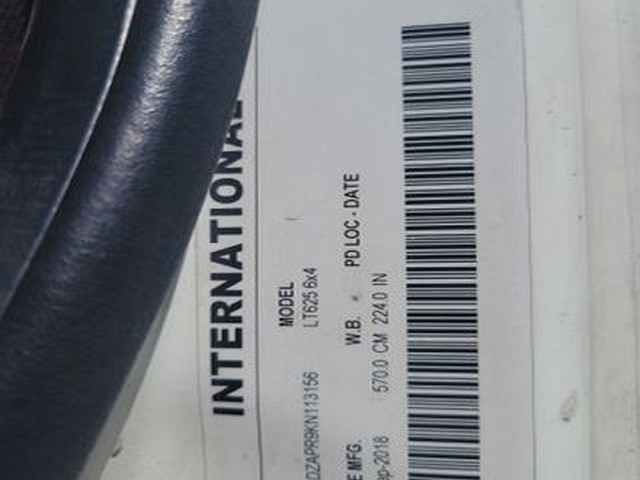 INTERNATIONAL
MODEL
DZAPR9KN113156 LT625 6x4
E MFG. W.B. PD LOC - DATE
ep-2018 570.0 CM 224.0 IN